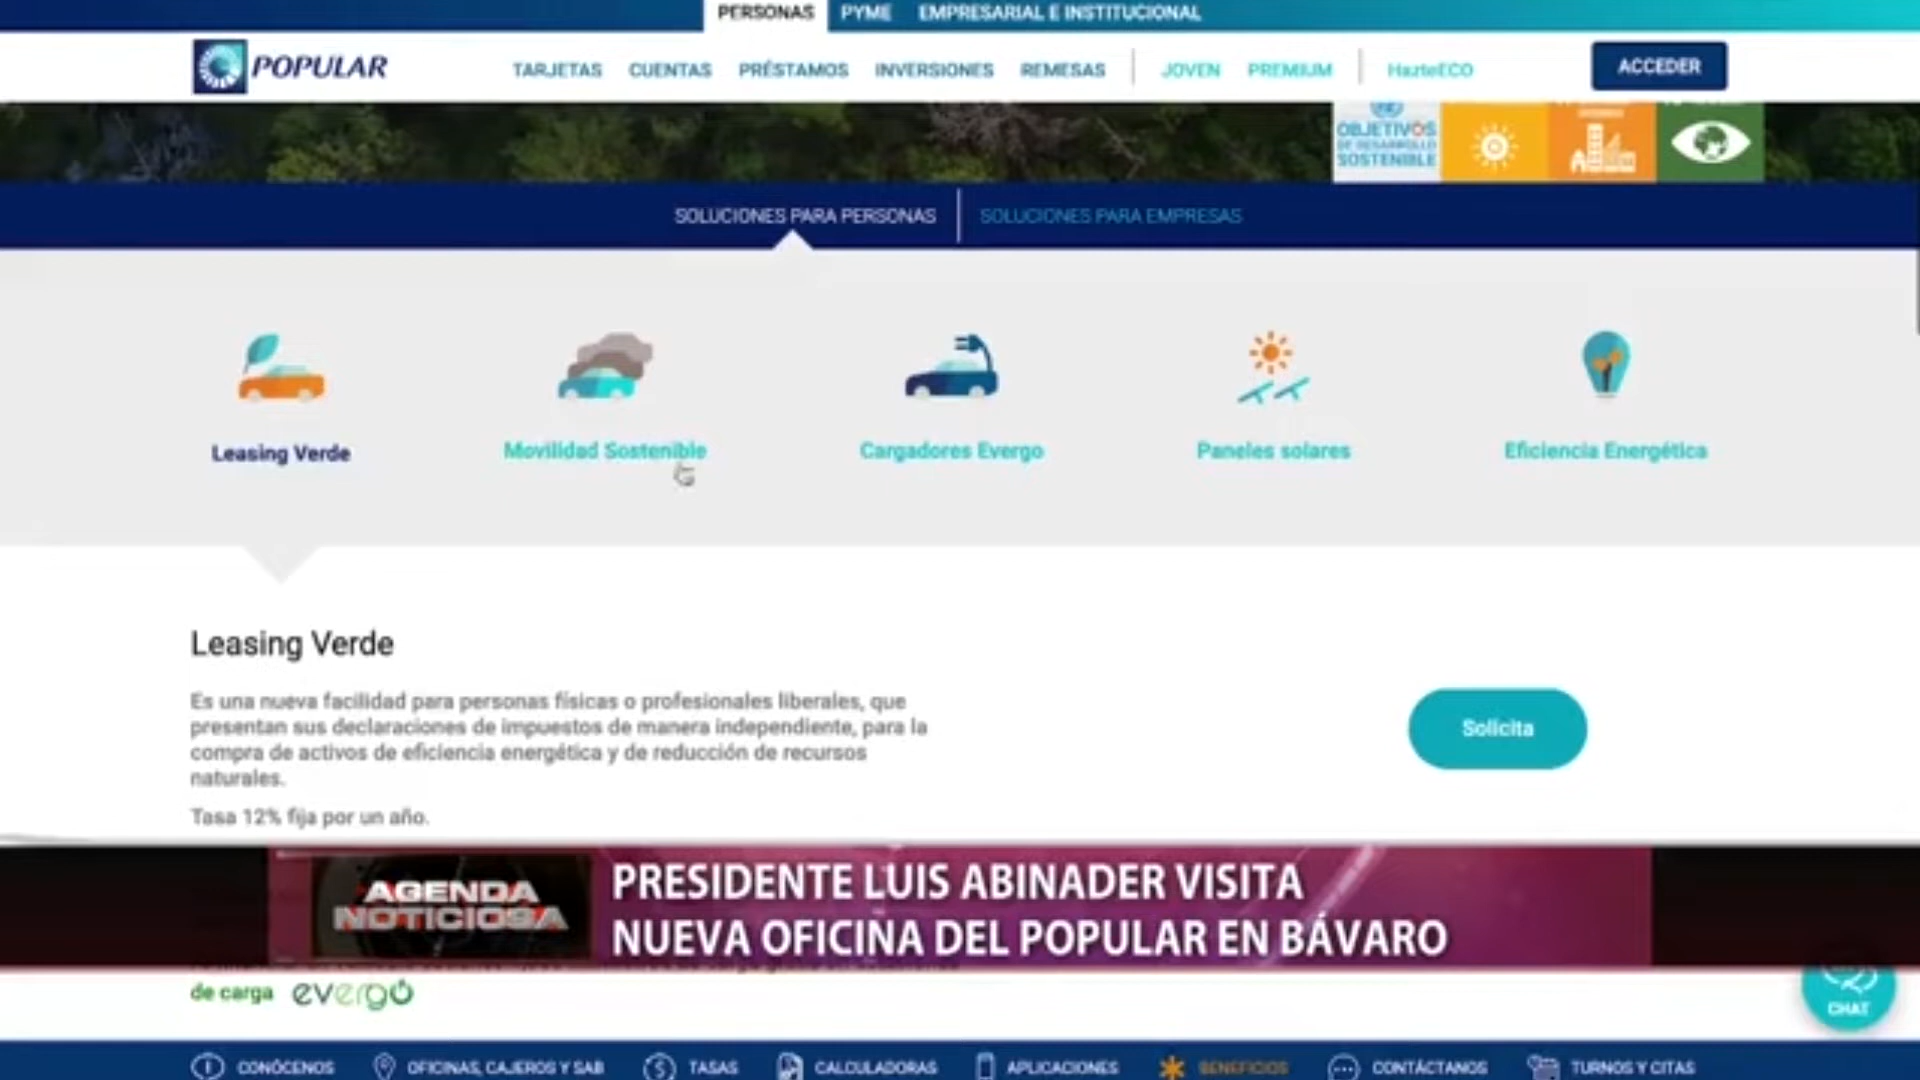 PERSONAS PYME EMPRESARIAL E INSTITUCIONAL
POPULAR TARJETAS CUENTAS PRÉSTAMOS INVERSIONES REMESAS JOVEN PREMIUM HazteECO ACCEDER
OBJETIVOS
DE DESARROLLO
SOSTENIBLE
SOLUCIONES PARA PERSONAS SOLUCIONES PARA EMPRESAS
Leasing Verde Movilidad Sostenible Cargadores Evergo Paneles solares Eficiencia Energética
Leasing Verde
Es una nueva facilidad para personas físicas o profesionales liberales, que
presentan sus declaraciones de impuestos de manera independiente, para la
compra de activos de eficiencia energética y de reducción de recursos
naturales.
Solicita
Tasa 12% fija por un año.
AGENDA
NOTICIOSA
PRESIDENTE LUIS ABINADER VISITA
NUEVA OFICINA DEL POPULAR EN BÁVARO
de carga evergo
CHAT
CONÓCENOS OFICINAS, CAJEROS Y SAB TASAS CALCULADORAS APLICACIONES BENEFICIOS CONTÁCTANOS TURNOS Y CITAS